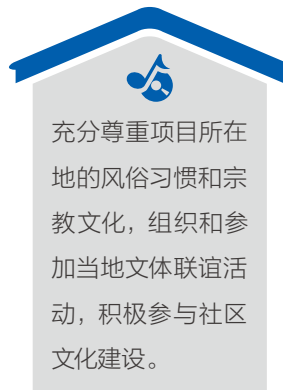 充分尊重项目所在
地的风俗习惯和宗
教文化，组织和参
加当地文体联谊活
动，积极参与社区
文化建设。